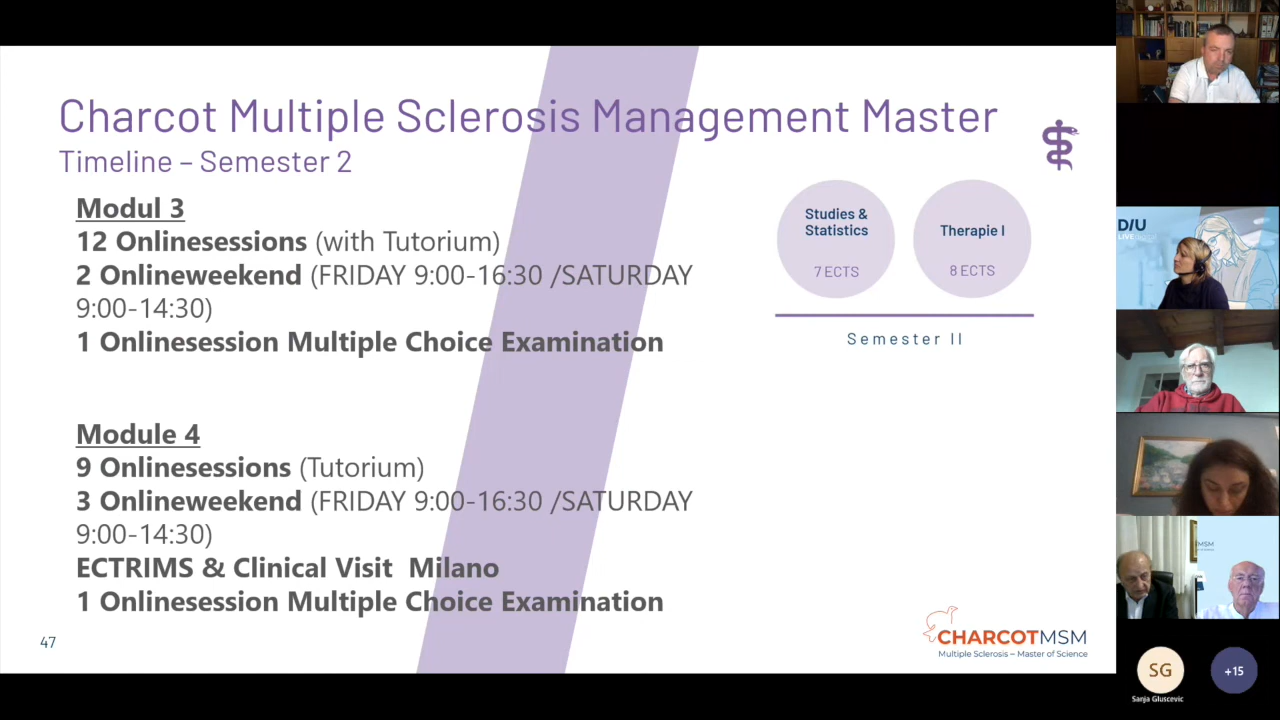 Charcot Multiple Sclerosis Management Master
Timeline – Semester 2
Modul 3
12 Onlinesessions (with Tutorium)
2 Onlineweekend (FRIDAY 9:00-16:30 /SATURDAY
9:00-14:30)
1 Onlinesession Multiple Choice Examination
Module 4
9 Onlinesessions (Tutorium)
3 Onlineweekend (FRIDAY 9:00-16:30 /SATURDAY
9:00-14:30)
ECTRIMS & Clinical Visit Milano
1 Onlinesession Multiple Choice Examination
Studies &
Statistics
7 ECTS
Therapie I
8 ECTS
Semester II
47
CHARCOTMSM
Multiple Sclerosis – Master of Science
DIU
LIVE
MSM
SG
Sanja Gluscevic
+15